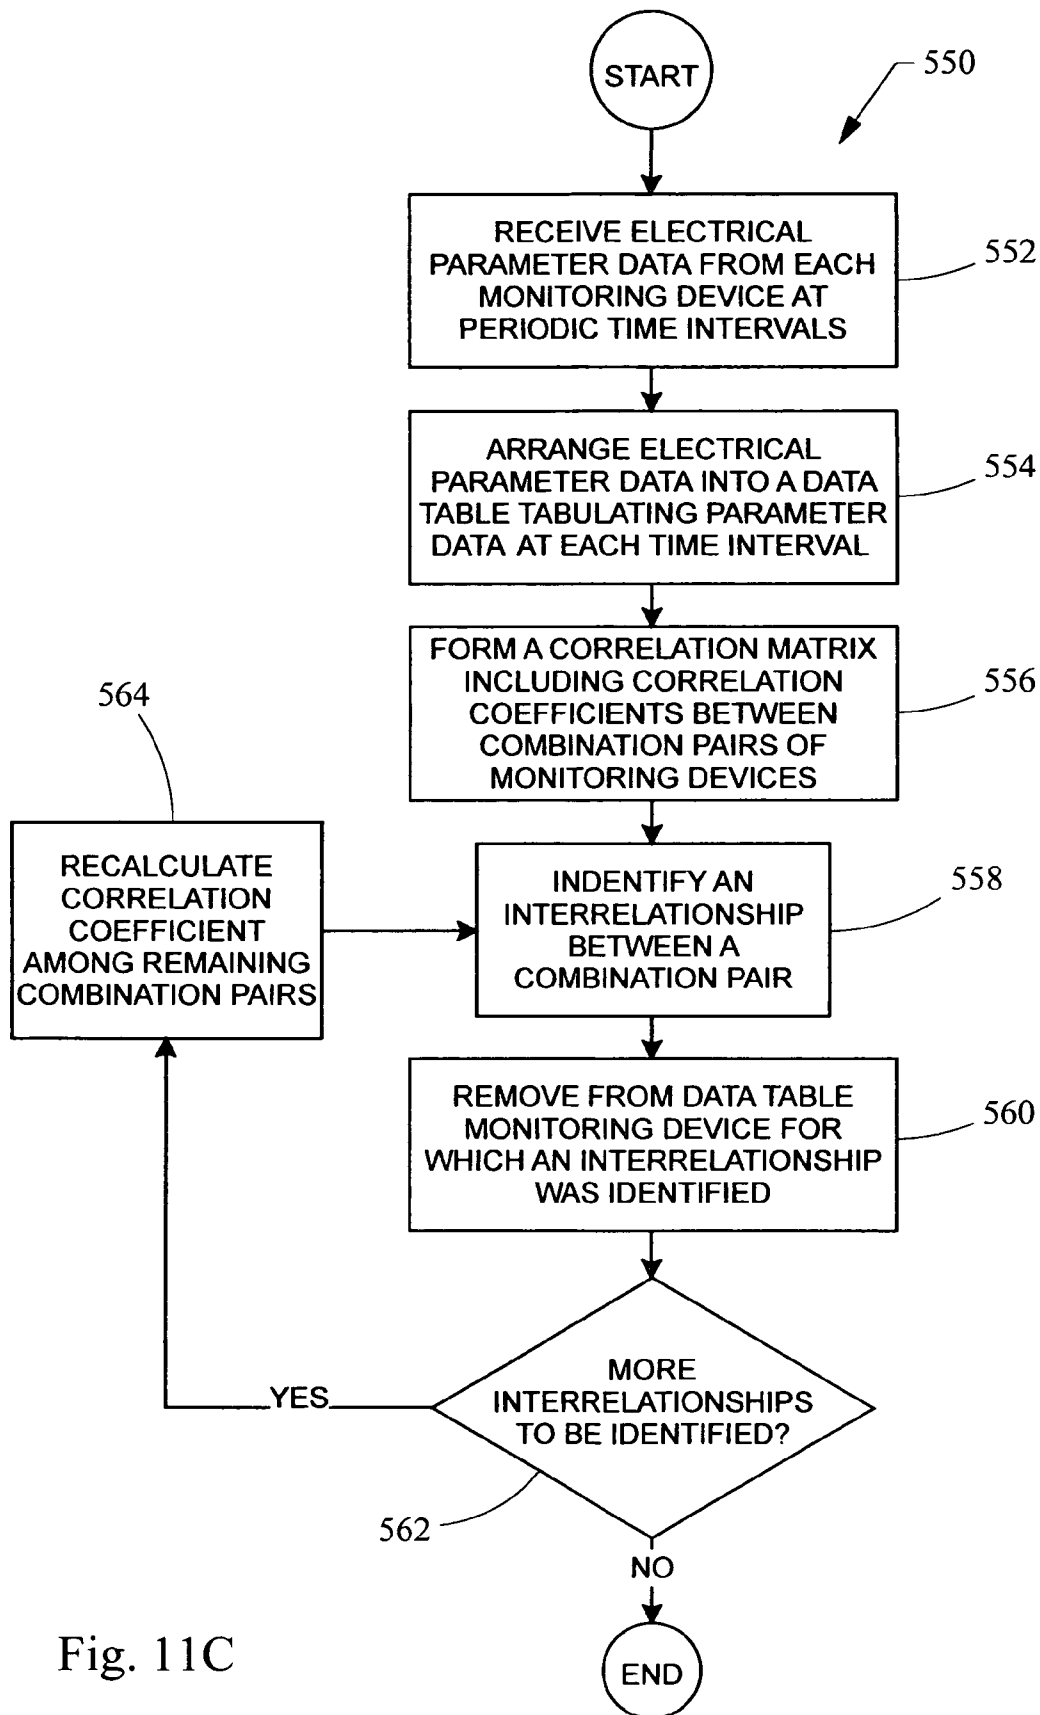 START
550
RECEIVE ELECTRICAL
PARAMETER DATA FROM EACH
MONITORING DEVICE AT
PERIODIC TIME INTERVALS
552
ARRANGE ELECTRICAL
PARAMETER DATA INTO A DATA
TABLE TABULATING PARAMETER
DATA AT EACH TIME INTERVAL
554
FORM A CORRELATION MATRIX
INCLUDING CORRELATION
COEFFICIENTS BETWEEN
COMBINATION PAIRS OF
MONITORING DEVICES
556
564
RECALCULATE
CORRELATION
COEFFICIENT
AMONG REMAINING
COMBINATION PAIRS
INDENTIFY AN
INTERRELATIONSHIP
BETWEEN A
COMBINATION PAIR
558
REMOVE FROM DATA TABLE
MONITORING DEVICE FOR
WHICH AN INTERRELATIONSHIP
WAS IDENTIFIED
560
MORE
INTERRELATIONSHIPS
TO BE IDENTIFIED?
YES
562
NO
END
Fig. 11C